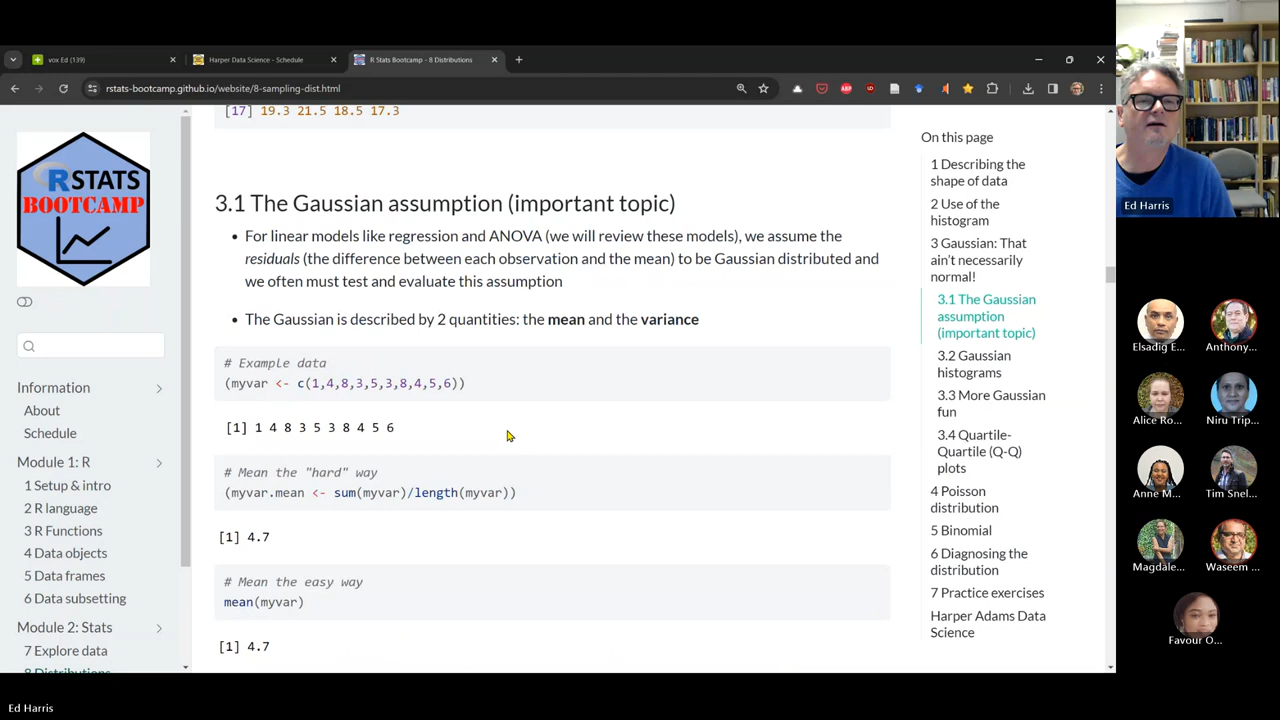 vox Ed (139)
Harper Data Science - Schedule
R Stats Bootcamp - 8 Distributions
rstats-bootcamp.github.io/website/8-sampling-dist.html
RSTATS
BOOTCAMP
Information
About
Schedule
Module 1: R
1 Setup & intro
2 R language
3 R Functions
4 Data objects
5 Data frames
6 Data subsetting
Module 2: Stats
7 Explore data
8 Distributions
[17] 19.3 21.5 18.5 17.3
3.1 The Gaussian assumption (important topic)
• For linear models like regression and ANOVA (we will review these models), we assume the
residuals (the difference between each observation and the mean) to be Gaussian distributed and
we often must test and evaluate this assumption
• The Gaussian is described by 2 quantities: the mean and the variance
# Example data
(myvar <- c(1,4,8,3,5,3,8,4,5,6))
[1] 1 4 8 3 5 3 8 4 5 6
# Mean the "hard" way
(myvar.mean <- sum(myvar)/length(myvar))
[1] 4.7
# Mean the easy way
mean(myvar)
[1] 4.7
On this page
1 Describing the
shape of data
2 Use of the
histogram
3 Gaussian: That
ain't necessarily
normal!
3.1 The Gaussian
assumption
(important topic)
3.2 Gaussian
histograms
3.3 More Gaussian
fun
3.4 Quartile-
Quartile (Q-Q)
plots
4 Poisson
distribution
5 Binomial
6 Diagnosing the
distribution
7 Practice exercises
Harper Adams Data
Science
Ed Harris
Elsadig E...
Anthony...
Alice Ro...
Niru Trip...
Anne M...
Tim Snel...
Magdale...
Waseem ...
Favour O...
Ed Harris